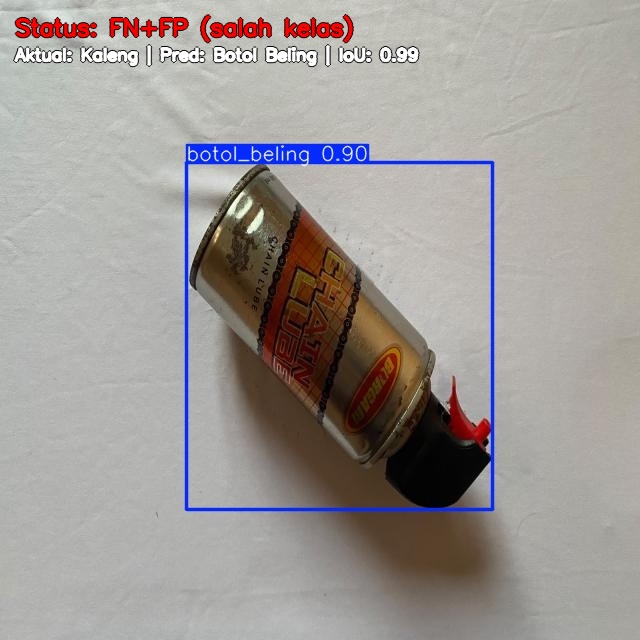 Status: FN+FP (salah kelas)
Aktual: Kaleng | Pred: Botol Beling | IoU: 0.99
botol_beling 0.90
CHAIN LUBE
CHAIN
LUBE